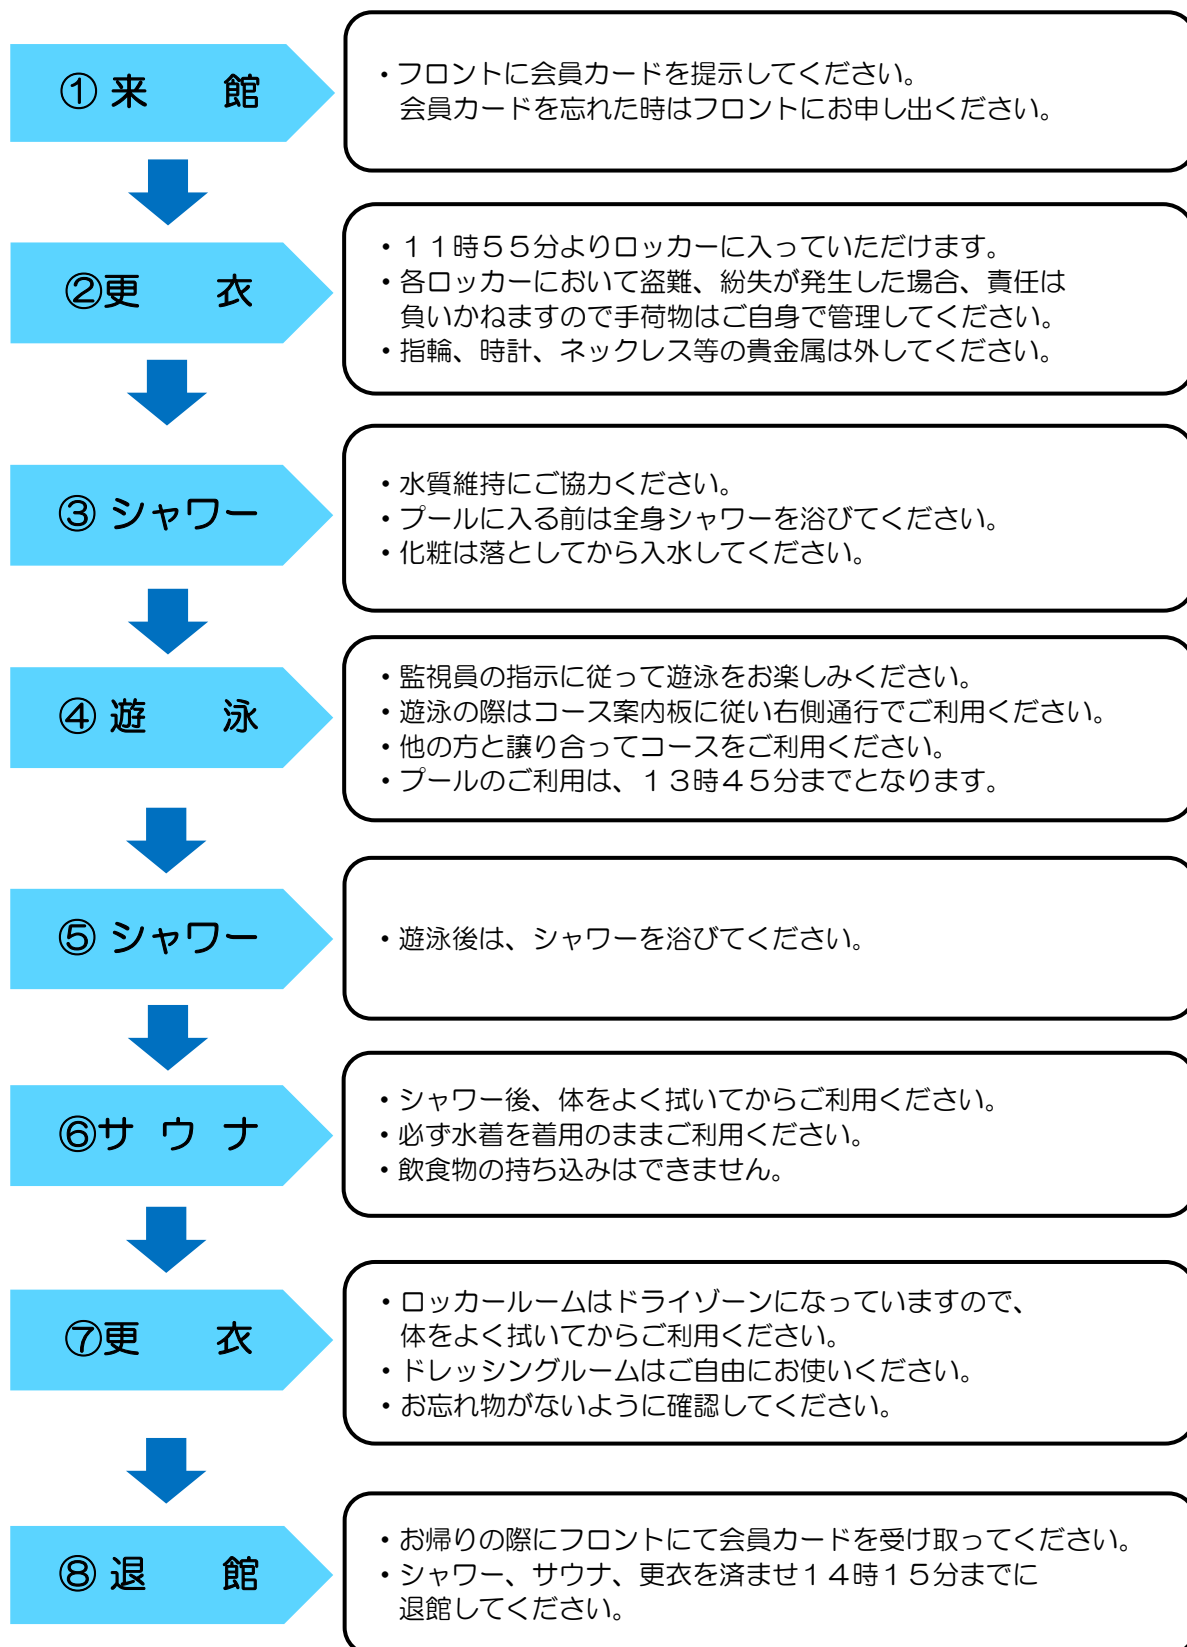 ①来　館
・フロントに会員カードを提示してください。
会員カードを忘れた時はフロントにお申し出ください。
②更　衣
・１１時５５分よりロッカーに入っていただけます。
・各ロッカーにおいて盗難、紛失が発生した場合、責任は
負いかねますので手荷物はご自身で管理してください。
・指輪、時計、ネックレス等の貴金属は外してください。
③シャワー
・水質維持にご協力ください。
・プールに入る前は全身シャワーを浴びてください。
・化粧は落としてから入水してください。
④遊　泳
・監視員の指示に従って遊泳をお楽しみください。
・遊泳の際はコース案内板に従い右側通行でご利用ください。
・他の方と譲り合ってコースをご利用ください。
・プールのご利用は、１３時４５分までとなります。
⑤シャワー
・遊泳後は、シャワーを浴びてください。
⑥サ ウ ナ
・シャワー後、体をよく拭いてからご利用ください。
・必ず水着を着用のままご利用ください。
・飲食物の持ち込みはできません。
⑦更　衣
・ロッカールームはドライゾーンになっていますので、
体をよく拭いてからご利用ください。
・ドレッシングルームはご自由にお使いください。
・お忘れ物がないように確認してください。
⑧退　館
・お帰りの際にフロントにて会員カードを受け取ってください。
・シャワー、サウナ、更衣を済ませ１４時１５分までに
退館してください。